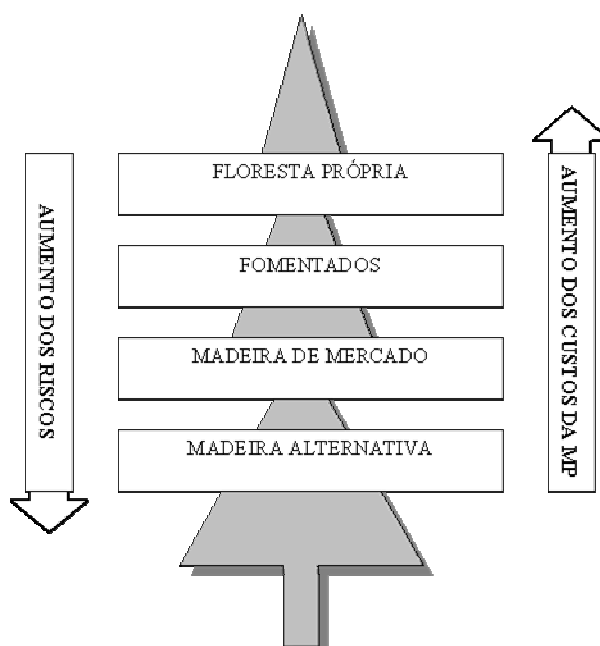 FLORESTA PRÓPRIA
FOMENTADOS
MADEIRA DE MERCADO
MADEIRA ALTERNATIVA
AUMENTO DOS RISCOS
AUMENTO DOS CUSTOS DA MP